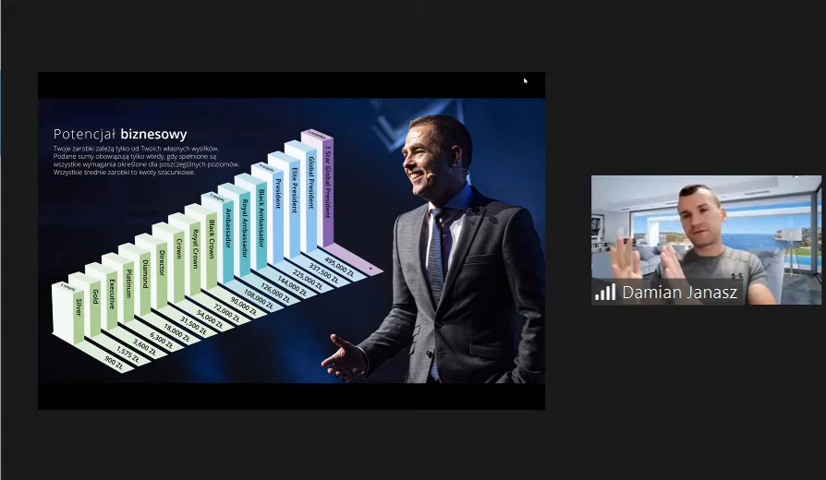 Potencjał biznesowy
Twoje zarobki zależą tylko od Twoich własnych wysiłków.
Podane sumy obowiązują tylko wtedy, gdy spełnione są
wszystkie wymagania określone dla poszczególnych poziomów.
Wszystkie średnie zarobki to kwoty szacunkowe.
Silver
Gold
Executive
Platinum
Diamond
Director
Crown
Royal Crown
Black Crown
Ambassador
Royal Ambassador
Black Ambassador
President
Elite President
Global President
1 Star Global President
900 ZŁ
1,575 ZŁ
3,600 ZŁ
6,300 ZŁ
18,000 ZŁ
31,500 ZŁ
54,000 ZŁ
72,000 ZŁ
90,000 ZŁ
108,000 ZŁ
126,000 ZŁ
144,000 ZŁ
225,000 ZŁ
337,500 ZŁ
495,000 ZŁ
Damian Janasz